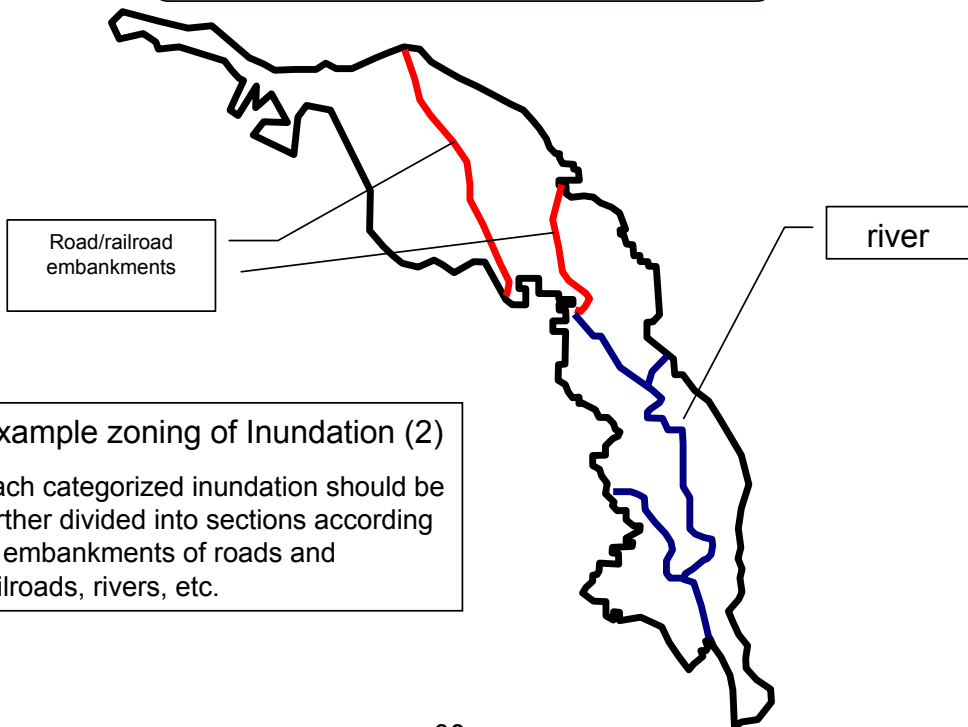 Road/railroad
embankments
river
xample zoning of Inundation (2)
ach categorized inundation should be
rther divided into sections according
embankments of roads and
ilroads, rivers, etc.